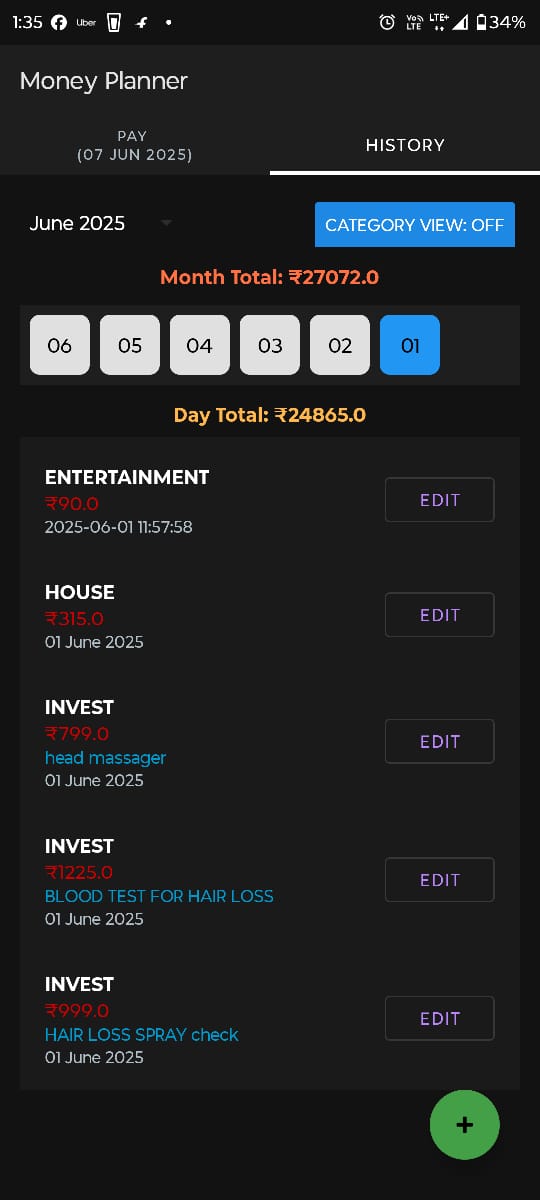 1:35 Uber Vo LTE LTE+ 34%
Money Planner
PAY
(07 JUN 2025)
HISTORY
June 2025
CATEGORY VIEW: OFF
Month Total: ₹27072.0
06 05 04 03 02 01
Day Total: ₹24865.0
ENTERTAINMENT
₹90.0
2025-06-01 11:57:58
EDIT
HOUSE
₹315.0
01 June 2025
EDIT
INVEST
₹799.0
head massager
01 June 2025
EDIT
INVEST
₹1225.0
BLOOD TEST FOR HAIR LOSS
01 June 2025
EDIT
INVEST
₹999.0
HAIR LOSS SPRAY check
01 June 2025
EDIT
+